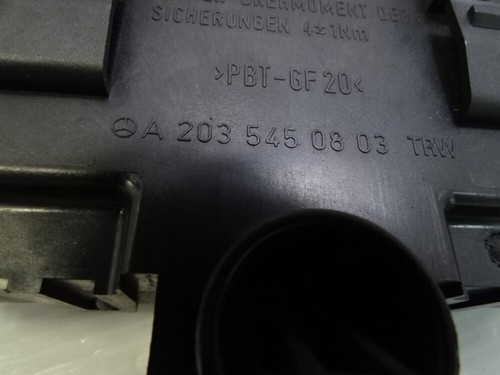 DREHMOMENT DER
SICHERUNGEN 4±1Nm
>PBT-GF20<
A 203 545 08 03 TRW